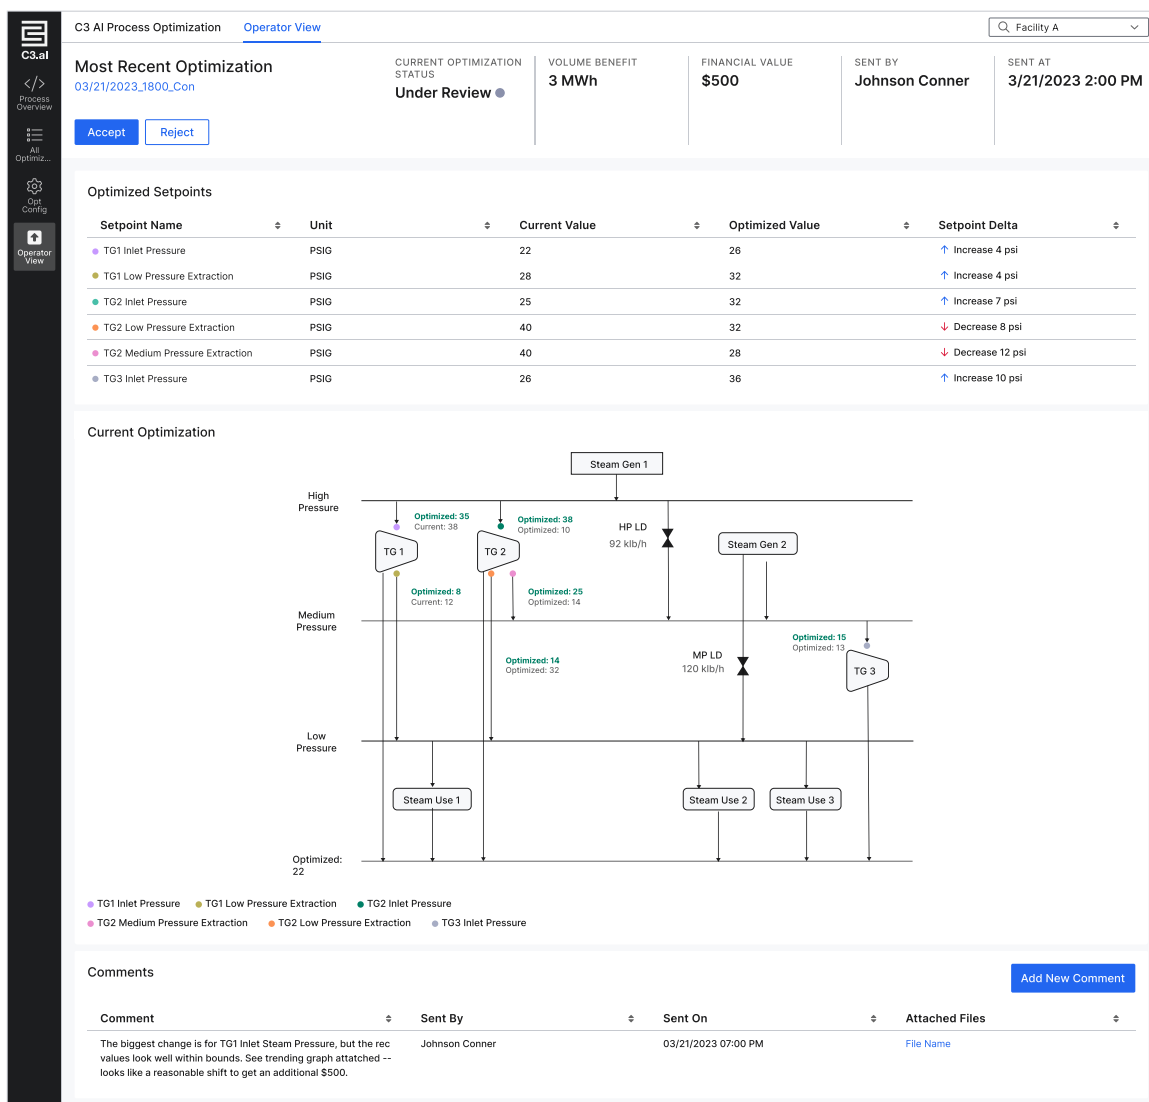 C3.ai
Process
Overview
All
Optimiz...
Opt
Config
Operator
View
C3 AI Process Optimization
Operator View
Facility A
Most Recent Optimization
03/21/2023_1800_Con
Accept
Reject
CURRENT OPTIMIZATION
STATUS
Under Review
VOLUME BENEFIT
3 MWh
FINANCIAL VALUE
$500
SENT BY
Johnson Conner
SENT AT
3/21/2023 2:00 PM
Optimized Setpoints
Setpoint Name Unit Current Value Optimized Value Setpoint Delta
TG1 Inlet Pressure PSIG 22 26 Increase 4 psi
TG1 Low Pressure Extraction PSIG 28 32 Increase 4 psi
TG2 Inlet Pressure PSIG 25 32 Increase 7 psi
TG2 Low Pressure Extraction PSIG 40 32 Decrease 8 psi
TG2 Medium Pressure Extraction PSIG 40 28 Decrease 12 psi
TG3 Inlet Pressure PSIG 26 36 Increase 10 psi
Current Optimization
Steam Gen 1
High
Pressure
Optimized: 35
Current: 38
Optimized: 38
Optimized: 10
HP LD
92 klb/h
TG 1
TG 2
Steam Gen 2
Optimized: 8
Current: 12
Optimized: 25
Optimized: 14
Medium
Pressure
Optimized: 15
Optimized: 13
Optimized: 14
Optimized: 32
MP LD
120 klb/h
TG 3
Low
Pressure
Steam Use 1
Steam Use 2
Steam Use 3
Optimized:
22
TG1 Inlet Pressure TG1 Low Pressure Extraction TG2 Inlet Pressure
TG2 Medium Pressure Extraction TG2 Low Pressure Extraction TG3 Inlet Pressure
Comments
Add New Comment
Comment Sent By Sent On Attached Files
The biggest change is for TG1 Inlet Steam Pressure, but the rec
values look well within bounds. See trending graph attatched --
looks like a reasonable shift to get an additional $500.
Johnson Conner
03/21/2023 07:00 PM
File Name